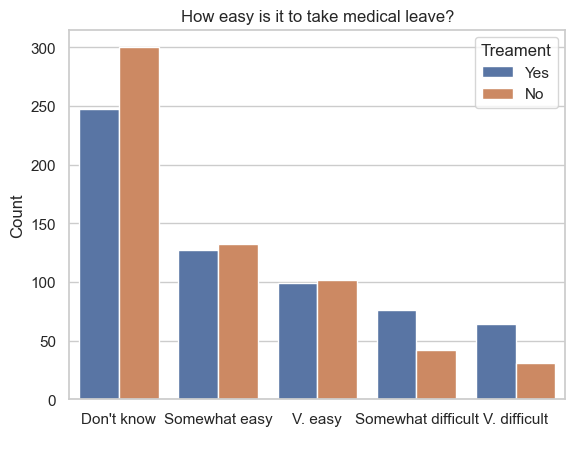 How easy is it to take medical leave?
Treament
Yes
No
Count
300
250
200
150
100
50
0
Don't know Somewhat easy V. easy Somewhat difficult V. difficult